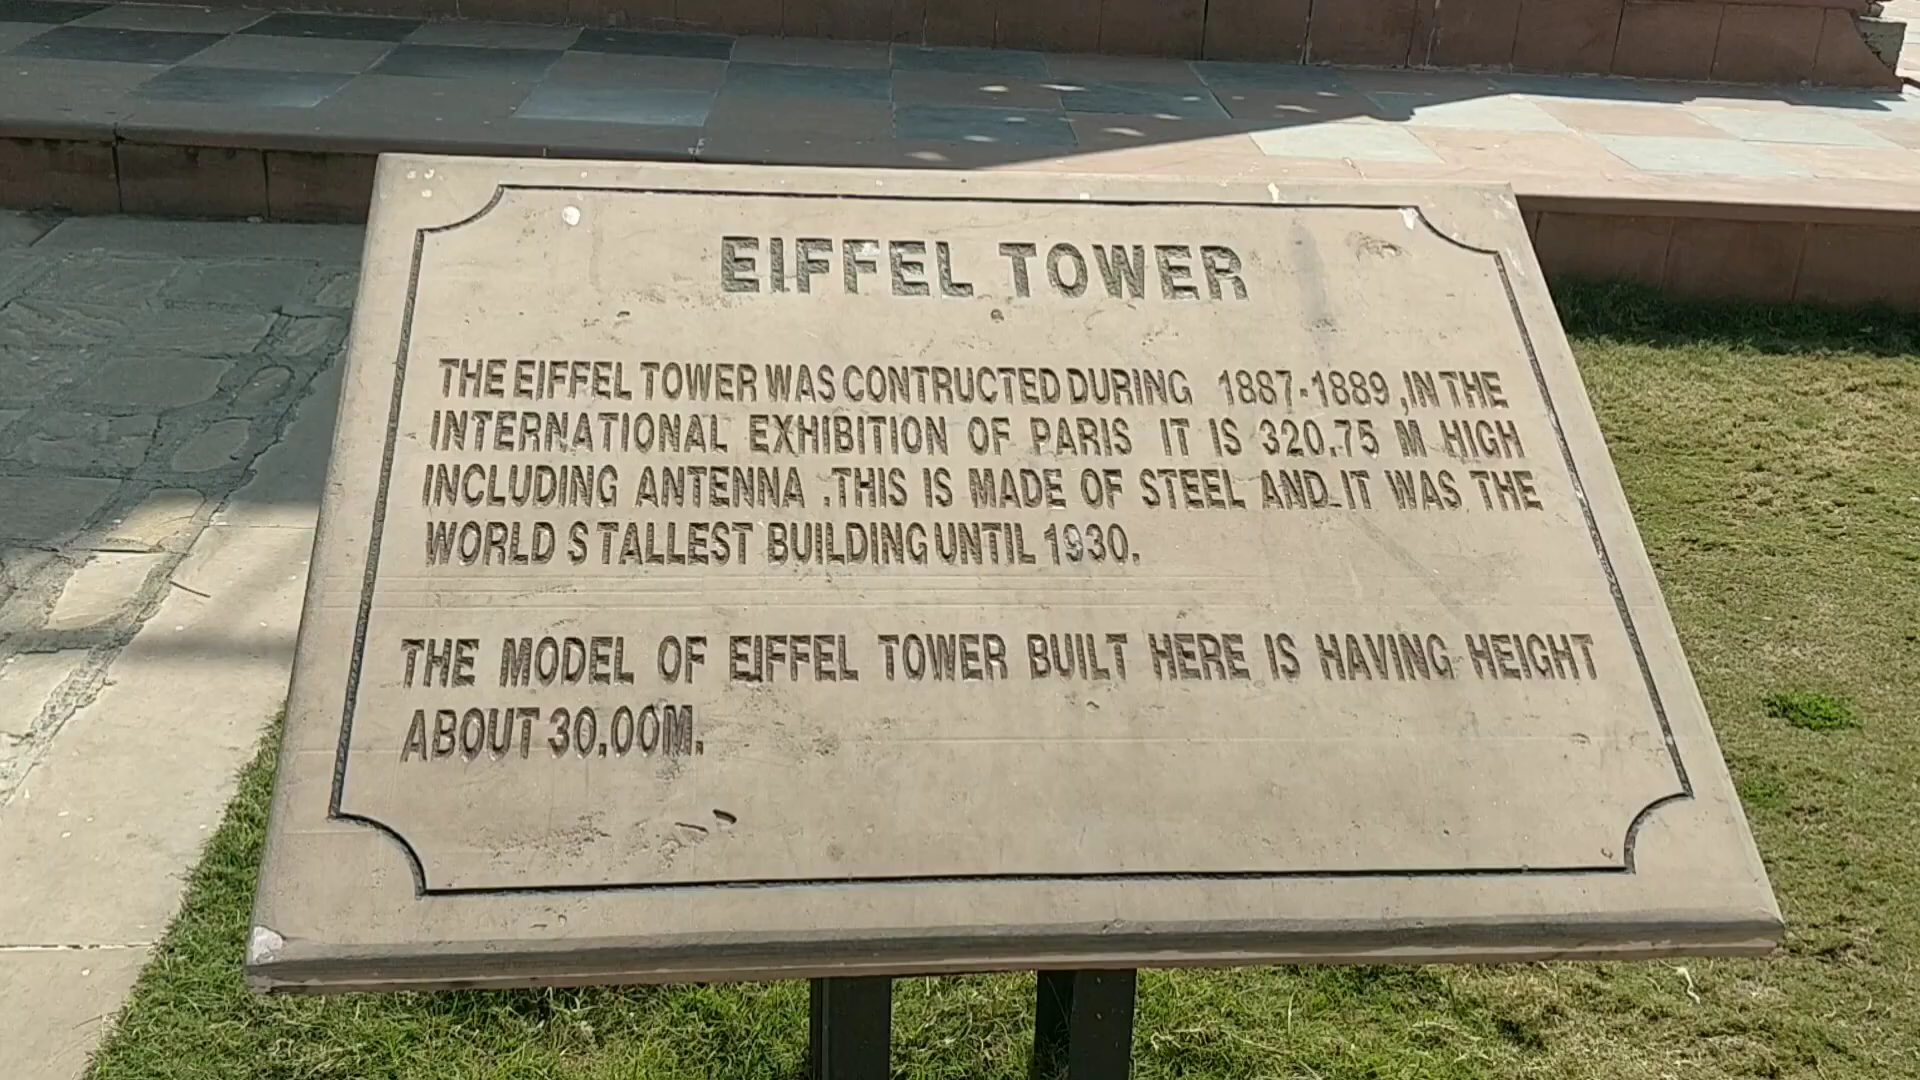 EIFFEL TOWER
THE EIFFEL TOWER WAS CONTRUCTED DURING 1887-1889 ,IN THE
INTERNATIONAL EXHIBITION OF PARIS IT IS 320.75 M HIGH
INCLUDING ANTENNA .THIS IS MADE OF STEEL AND IT WAS THE
WORLD S TALLEST BUILDING UNTIL 1930.
THE MODEL OF EIFFEL TOWER BUILT HERE IS HAVING HEIGHT
ABOUT 30.00M.